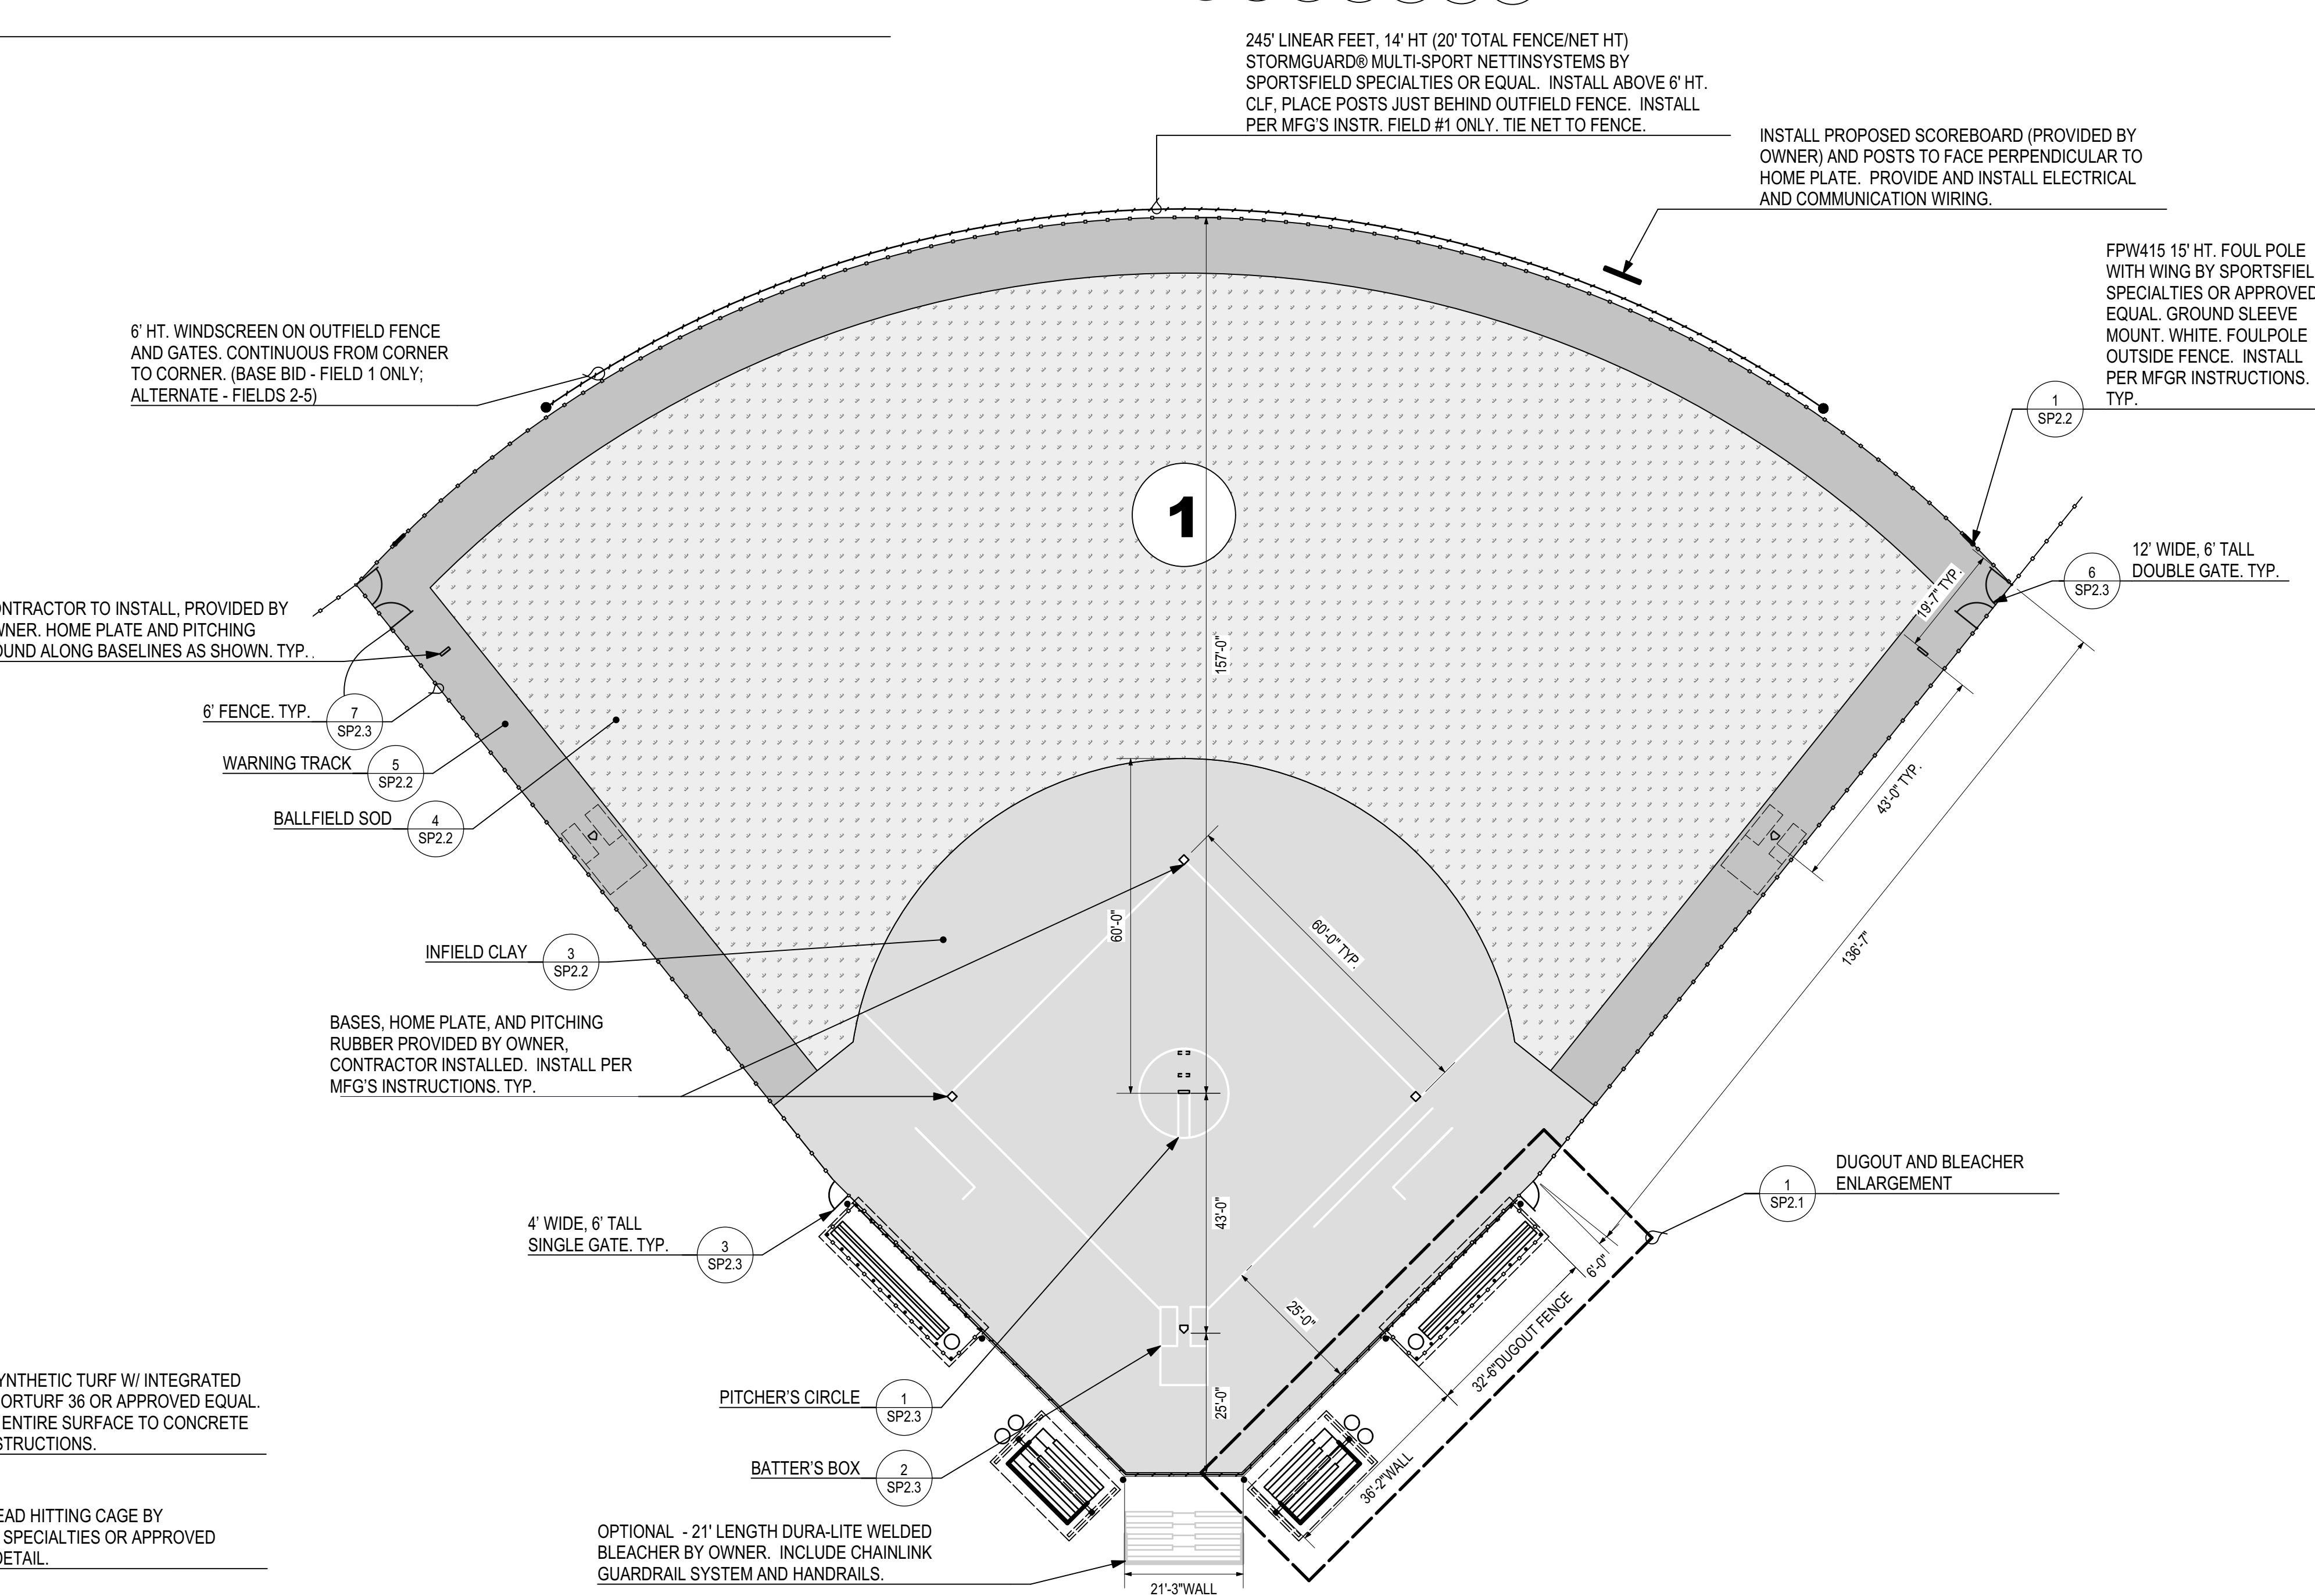 245' LINEAR FEET, 14' HT (20' TOTAL FENCE/NET HT)
STORMGUARD® MULTI-SPORT NETTINSYSTEMS BY
SPORTSFIELD SPECIALTIES OR EQUAL. INSTALL ABOVE 6' HT.
CLF, PLACE POSTS JUST BEHIND OUTFIELD FENCE. INSTALL
PER MFG'S INSTR. FIELD #1 ONLY. TIE NET TO FENCE.
INSTALL PROPOSED SCOREBOARD (PROVIDED BY
OWNER) AND POSTS TO FACE PERPENDICULAR TO
HOME PLATE. PROVIDE AND INSTALL ELECTRICAL
AND COMMUNICATION WIRING.
FPW415 15' HT. FOUL POLE
WITH WING BY SPORTSFIEL
SPECIALTIES OR APPROVED
EQUAL. GROUND SLEEVE
MOUNT. WHITE. FOULPOLE
OUTSIDE FENCE. INSTALL
PER MFGR INSTRUCTIONS.
TYP.
1
SP2.2
6' HT. WINDSCREEN ON OUTFIELD FENCE
AND GATES. CONTINUOUS FROM CORNER
TO CORNER. (BASE BID - FIELD 1 ONLY;
ALTERNATE - FIELDS 2-5)
1
12' WIDE, 6' TALL
DOUBLE GATE. TYP.
6
SP2.3
19'-7" TYP.
ONTRACTOR TO INSTALL, PROVIDED BY
WNER. HOME PLATE AND PITCHING
OUND ALONG BASELINES AS SHOWN. TYP. .
157'-0"
6' FENCE. TYP.
7
SP2.3
WARNING TRACK
5
SP2.2
BALLFIELD SOD
4
SP2.2
43'-0" TYP.
136'-7"
60'-0"
60'-0" TYP.
INFIELD CLAY
3
SP2.2
BASES, HOME PLATE, AND PITCHING
RUBBER PROVIDED BY OWNER,
CONTRACTOR INSTALLED. INSTALL PER
MFG'S INSTRUCTIONS. TYP.
DUGOUT AND BLEACHER
ENLARGEMENT
1
SP2.1
4' WIDE, 6' TALL
SINGLE GATE. TYP.
3
SP2.3
43'-0"
6'-0"
25'-0"
32'-6"DUGOUT FENCE
25'-0"
36'-2"WALL
PITCHER'S CIRCLE
1
SP2.3
BATTER'S BOX
2
SP2.3
YNTHETIC TURF W/ INTEGRATED
ORTURF 36 OR APPROVED EQUAL.
ENTIRE SURFACE TO CONCRETE
STRUCTIONS.
EAD HITTING CAGE BY
SPECIALTIES OR APPROVED
DETAIL.
OPTIONAL - 21' LENGTH DURA-LITE WELDED
BLEACHER BY OWNER. INCLUDE CHAINLINK
GUARDRAIL SYSTEM AND HANDRAILS.
21'-3"WALL